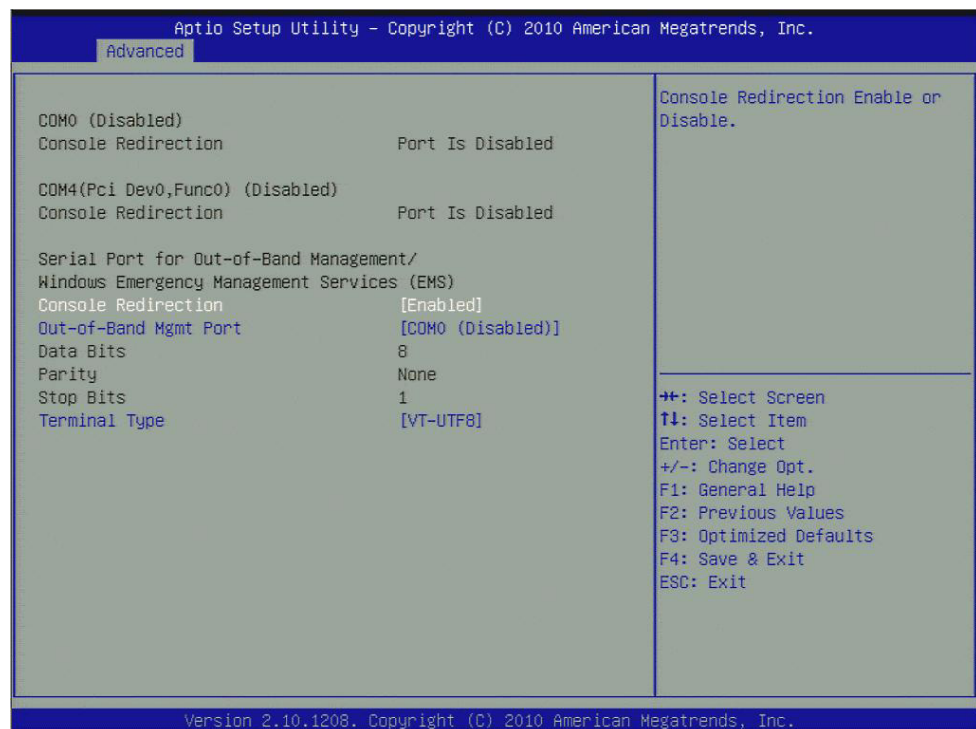 Aptio Setup Utility – Copyright (C) 2010 American Megatrends, Inc.
Advanced
COM0 (Disabled)
Console Redirection Port Is Disabled
COM4(Pci Dev0,Func0) (Disabled)
Console Redirection Port Is Disabled
Serial Port for Out-of-Band Management/
Windows Emergency Management Services (EMS)
Console Redirection [Enabled]
Out-of-Band Mgmt Port [COM0 (Disabled)]
Data Bits 8
Parity None
Stop Bits 1
Terminal Type [VT-UTF8]
Console Redirection Enable or
Disable.
→←: Select Screen
↑↓: Select Item
Enter: Select
+/-: Change Opt.
F1: General Help
F2: Previous Values
F3: Optimized Defaults
F4: Save & Exit
ESC: Exit
Version 2.10.1208. Copyright (C) 2010 American Megatrends, Inc.